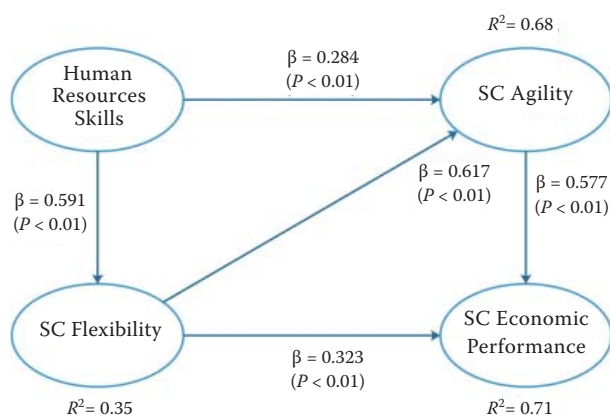 R² = 0.68
Human
Resources
Skills
β = 0.284
(P < 0.01)
SC Agility
β = 0.591
(P < 0.01)
β = 0.617
(P < 0.01)
β = 0.577
(P < 0.01)
SC Flexibility
β = 0.323
(P < 0.01)
SC Economic
Performance
R² = 0.35
R² = 0.71